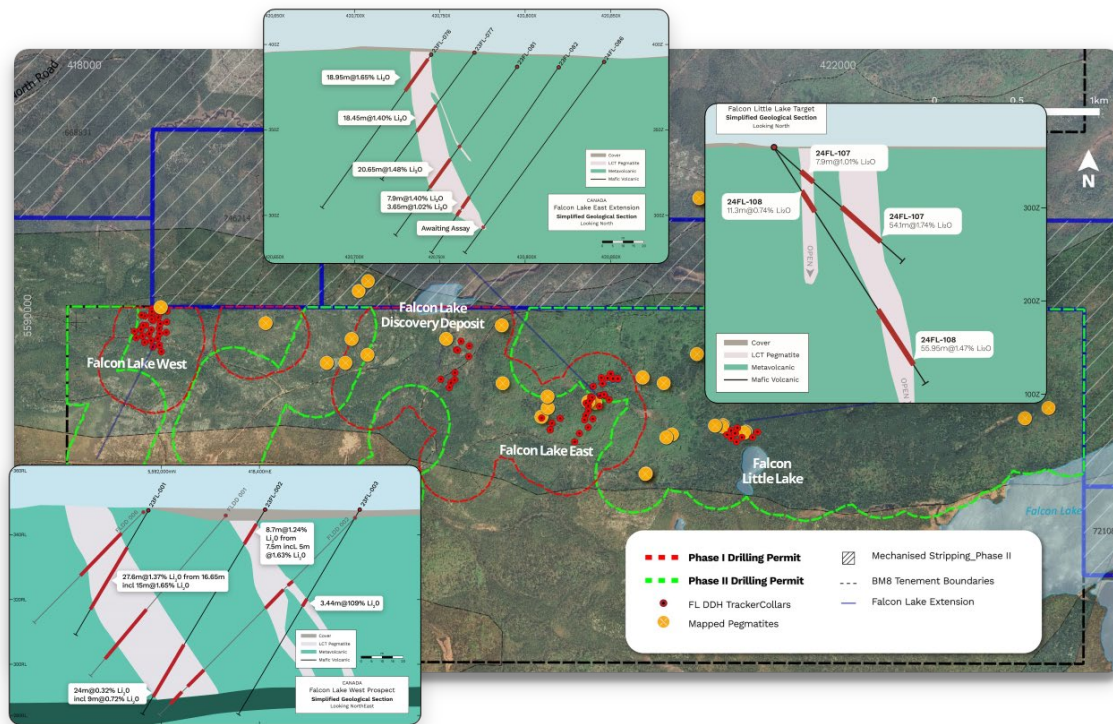 North Road
418000
422000
0 0.5 1km
N
668931
746214
5590000
Falcon Lake West
Falcon Lake
Discovery Deposit
Falcon Lake East
Falcon
Little Lake
Falcon Lake
7210
23FL-076
23FL-077
23FL-081
24FL-086
400Z
300Z
18.95m@1.65% Li₂O
18.45m@1.40% Li₂O
20.65m@1.48% Li₂O
7.9m@1.40% Li₂O
3.65m@1.02% Li₂O
Awaiting Assay
Cover
LCT Pegmatite
Metavolcanic
Mafic Volcanic
CANADA
Falcon Lake East Extension
Simplified Geological Section
Looking North
Falcon Little Lake Target
Simplified Geological Section
Looking North
24FL-107
7.9m@1.01% Li₂O
24FL-108
11.3m@0.74% Li₂O
24FL-107
54.1m@1.74% Li₂O
24FL-108
55.95m@1.47% Li₂O
OPEN
OPEN
300Z
200Z
100Z
Cover
LCT Pegmatite
Metavolcanic
Mafic Volcanic
23FL-001
23FL-002
23FL-003
8.7m@1.24%
Li₂O from
7.5m incl. 5m
@1.63% Li₂O
27.6m@1.37% Li₂O from 16.65m
incl 15m@1.65% Li₂O
3.44m@109% Li₂O
24m@0.32% Li₂O
incl 9m@0.72% Li₂O
Cover
LCT Pegmatite
Metavolcanic
Mafic Volcanic
CANADA
Falcon Lake West Prospect
Simplified Geological Section
Looking NorthEast
Phase I Drilling Permit
Phase II Drilling Permit
FL DDH TrackerCollars
Mapped Pegmatites
Mechanised Stripping_Phase II
BM8 Tenement Boundaries
Falcon Lake Extension